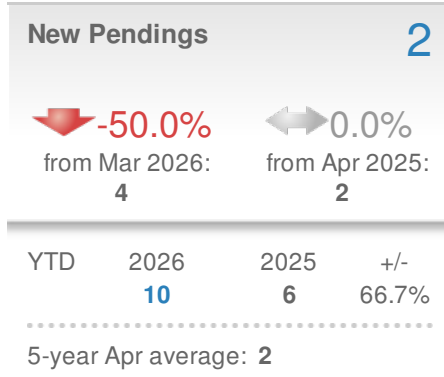 New Pendings 2
-50.0% 0.0%
from Mar 2026: from Apr 2025:
4 2
YTD 2026 2025 +/-
10 6 66.7%
5-year Apr average: 2